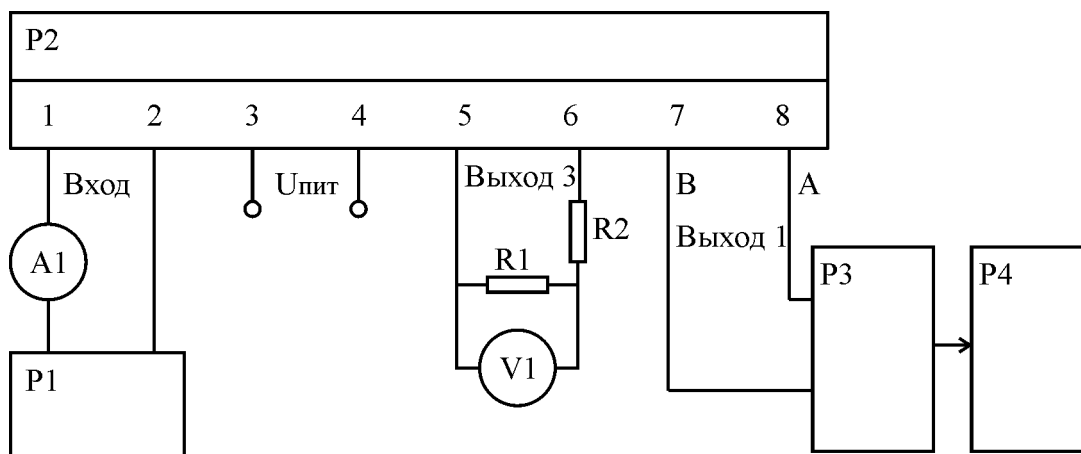 P2
1 2 3 4 5 6 7 8
Вход Uпит Выход 3 B A
R2
Выход 1
A1 R1 P3 P4
P1 V1